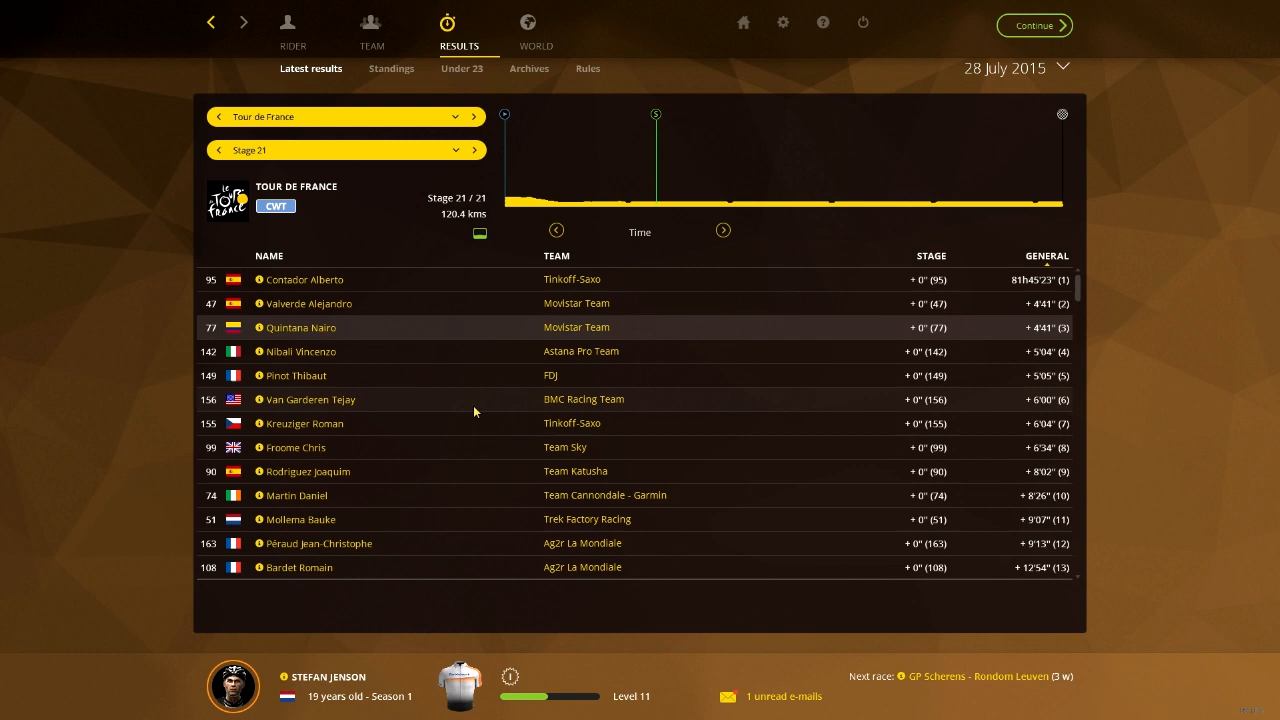 RIDER TEAM RESULTS WORLD
Continue
Latest results Standings Under 23 Archives Rules
28 July 2015
Tour de France
Stage 21
S
le TOUR de FRANCE
TOUR DE FRANCE
CWT
Stage 21 / 21
120.4 kms
Time
NAME TEAM STAGE GENERAL
95 Contador Alberto Tinkoff-Saxo + 0" (95) 81h45'23" (1)
47 Valverde Alejandro Movistar Team + 0" (47) + 4'41" (2)
77 Quintana Nairo Movistar Team + 0" (77) + 4'41" (3)
142 Nibali Vincenzo Astana Pro Team + 0" (142) + 5'04" (4)
149 Pinot Thibaut FDJ + 0" (149) + 5'05" (5)
156 Van Garderen Tejay BMC Racing Team + 0" (156) + 6'00" (6)
155 Kreuziger Roman Tinkoff-Saxo + 0" (155) + 6'04" (7)
99 Froome Chris Team Sky + 0" (99) + 6'34" (8)
90 Rodriguez Joaquim Team Katusha + 0" (90) + 8'02" (9)
74 Martin Daniel Team Cannondale - Garmin + 0" (74) + 8'26" (10)
51 Mollema Bauke Trek Factory Racing + 0" (51) + 9'07" (11)
163 Péraud Jean-Christophe Ag2r La Mondiale + 0" (163) + 9'13" (12)
108 Bardet Romain Ag2r La Mondiale + 0" (108) + 12'54" (13)
STEFAN JENSON
19 years old - Season 1
Level 11
1 unread e-mails
Next race: GP Scherens - Rondom Leuven (3 w)